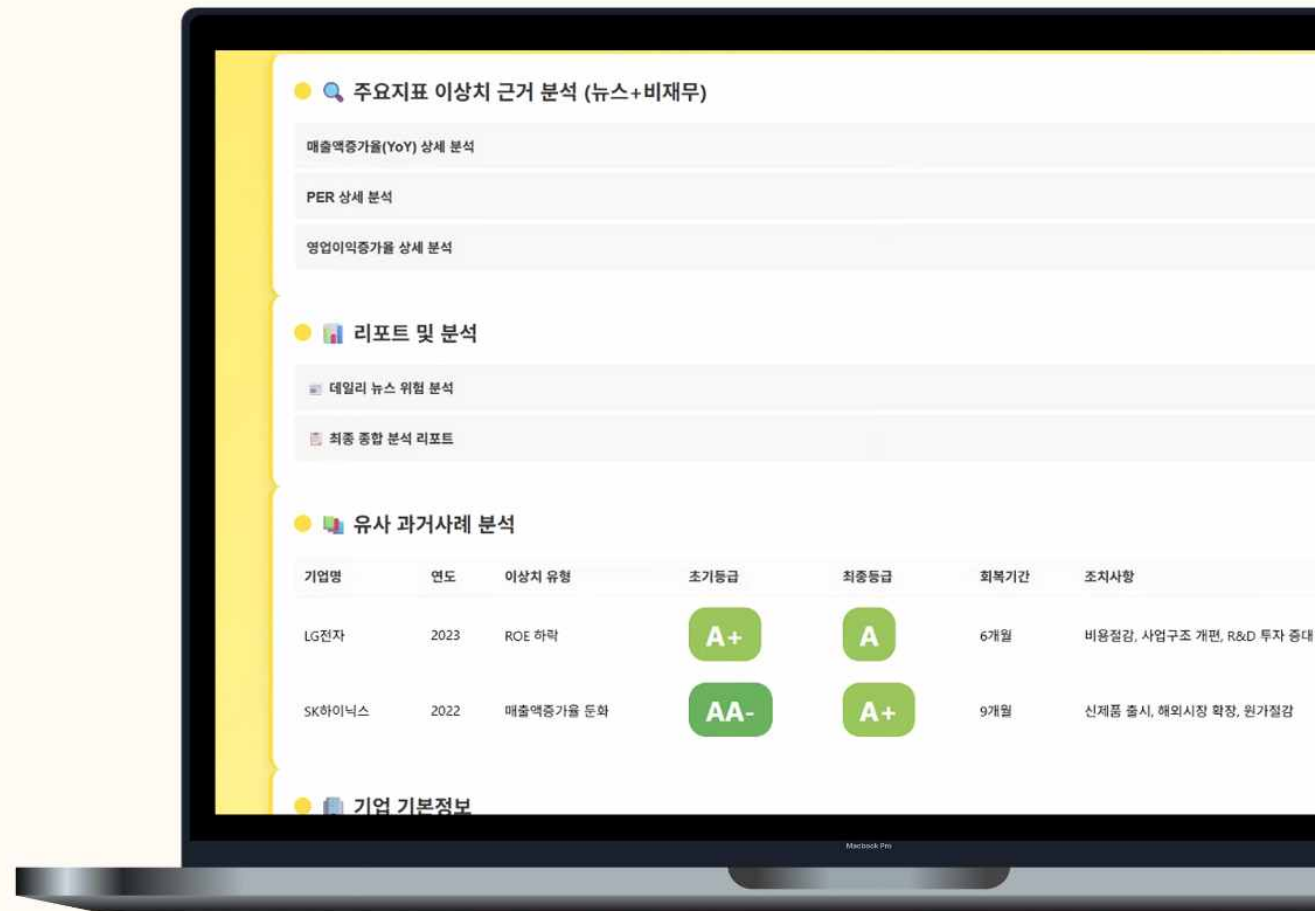 주요지표 이상치 근거 분석 (뉴스+비재무)
매출액증가율(YoY) 상세 분석
PER 상세 분석
영업이익증가율 상세 분석
리포트 및 분석
데일리 뉴스 위험 분석
최종 종합 분석 리포트
유사 과거사례 분석
기업명 연도 이상치 유형 초기등급 최종등급 회복기간 조치사항
LG전자 2023 ROE 하락 A+ A 6개월 비용절감, 사업구조 개편, R&D 투자 증대
SK하이닉스 2022 매출액증가율 둔화 AA- A+ 9개월 신제품 출시, 해외시장 확장, 원가절감
기업 기본정보
Macbook Pro